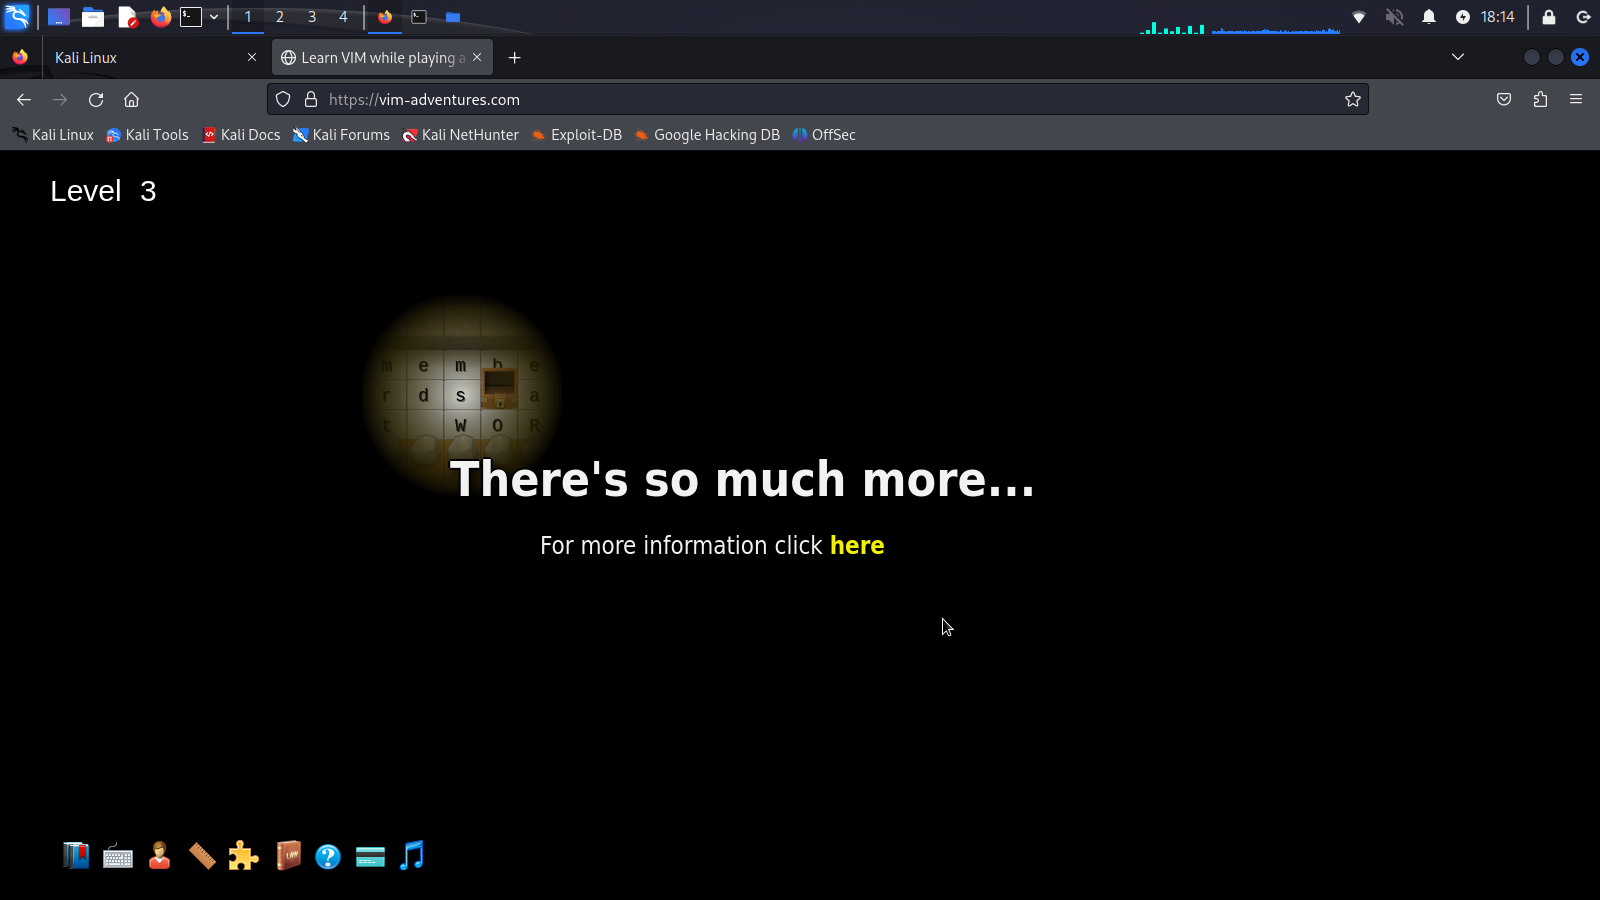 1 2 3 4 18:14
Kali Linux
Learn VIM while playing a
https://vim-adventures.com
Kali Linux Kali Tools Kali Docs Kali Forums Kali NetHunter Exploit-DB Google Hacking DB OffSec
Level 3
m e m b e
r d s a
t W O R
There's so much more...
For more information click here
LAW